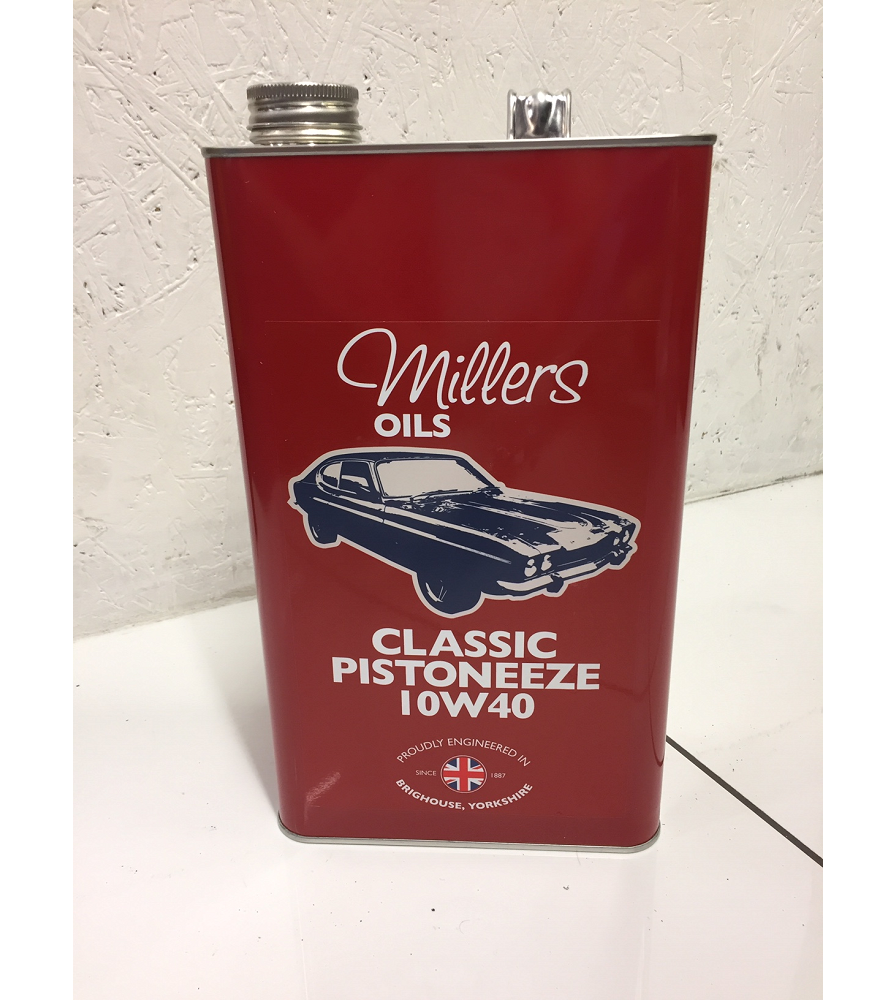 Millers
OILS
CLASSIC
PISTONEEZE
10W40
PROUDLY ENGINEERED IN
SINCE 1887
BRIGHOUSE, YORKSHIRE